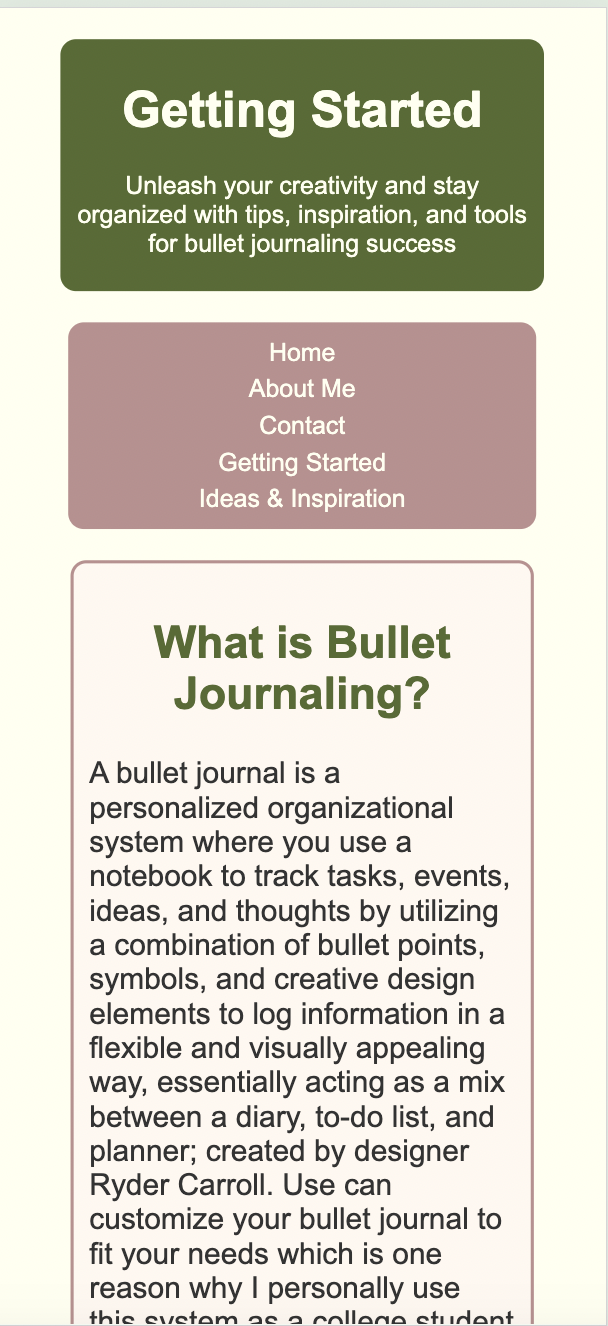 Getting Started
Unleash your creativity and stay
organized with tips, inspiration, and tools
for bullet journaling success
Home
About Me
Contact
Getting Started
Ideas & Inspiration
What is Bullet
Journaling?
A bullet journal is a
personalized organizational
system where you use a
notebook to track tasks, events,
ideas, and thoughts by utilizing
a combination of bullet points,
symbols, and creative design
elements to log information in a
flexible and visually appealing
way, essentially acting as a mix
between a diary, to-do list, and
planner; created by designer
Ryder Carroll. Use can
customize your bullet journal to
fit your needs which is one
reason why I personally use
this system as a college student